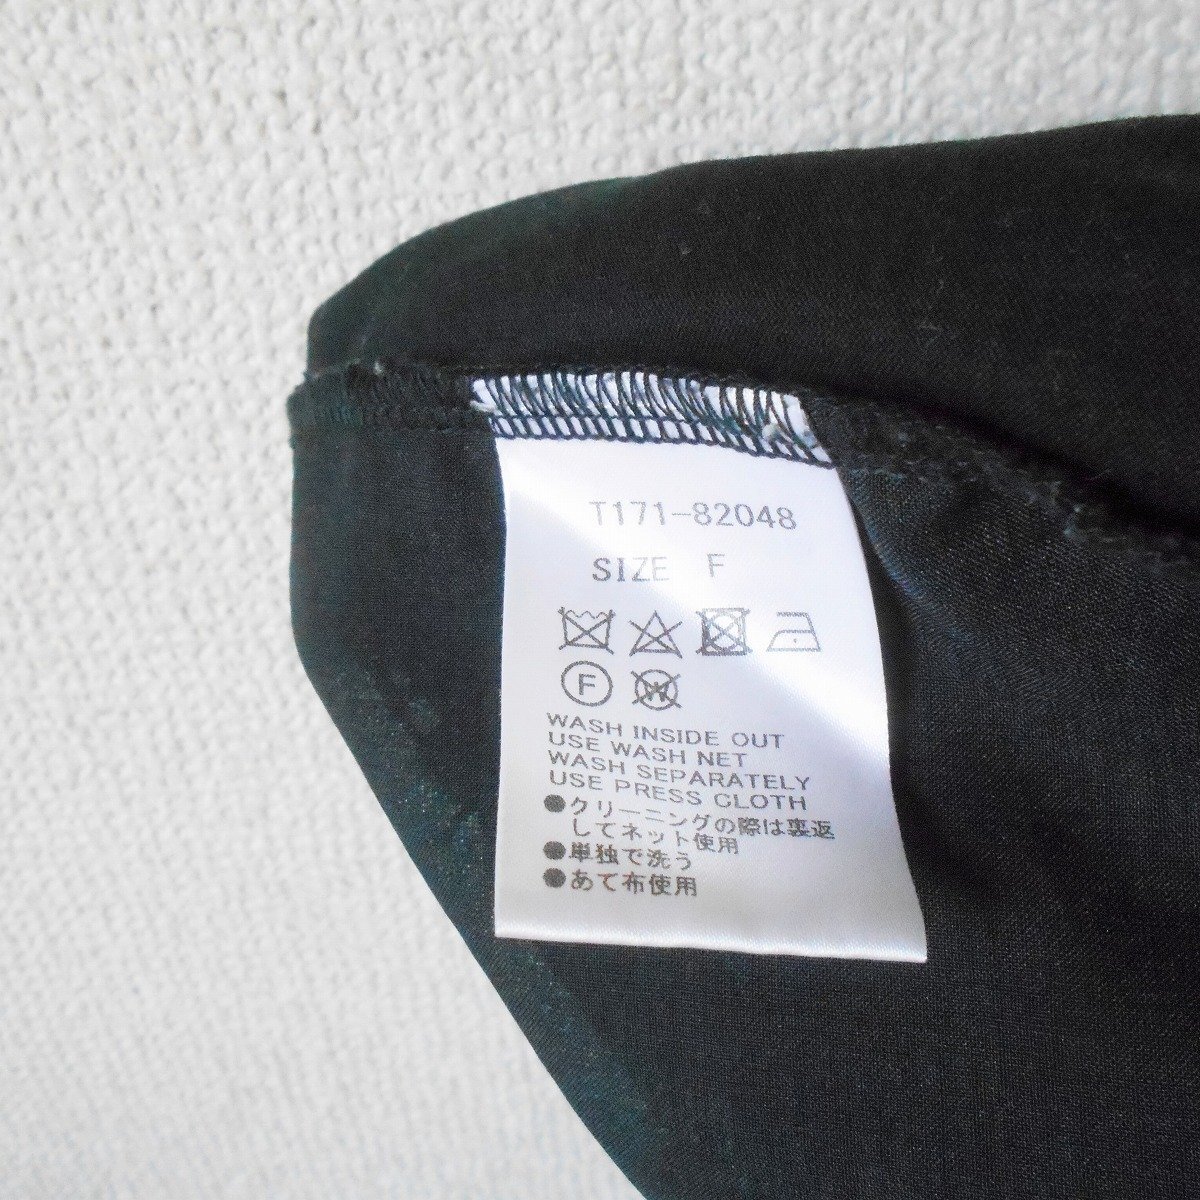 T171-82048
SIZE F
F W
WASH INSIDE OUT
USE WASH NET
WASH SEPARATELY
USE PRESS CLOTH
●クリーニングの際は裏返
してネット使用
●単独で洗う
●あて布使用